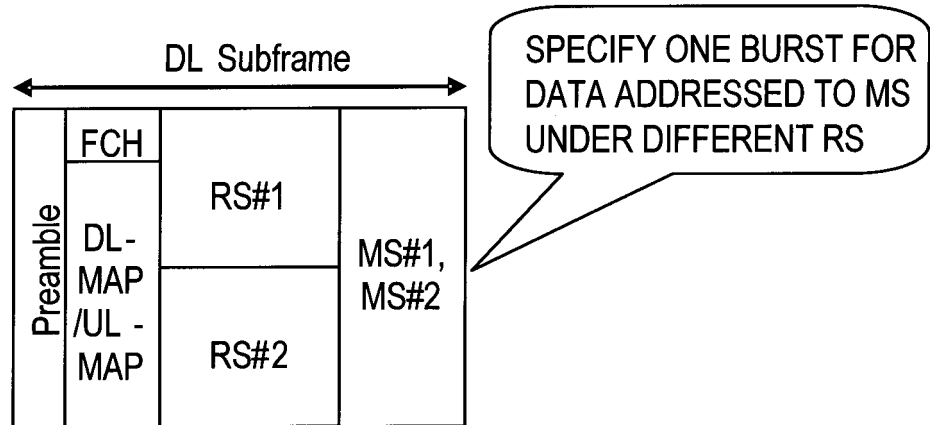 DL Subframe
SPECIFY ONE BURST FOR
DATA ADDRESSED TO MS
UNDER DIFFERENT RS
Preamble
FCH
DL-
MAP
/UL -
MAP
RS#1
RS#2
MS#1,
MS#2